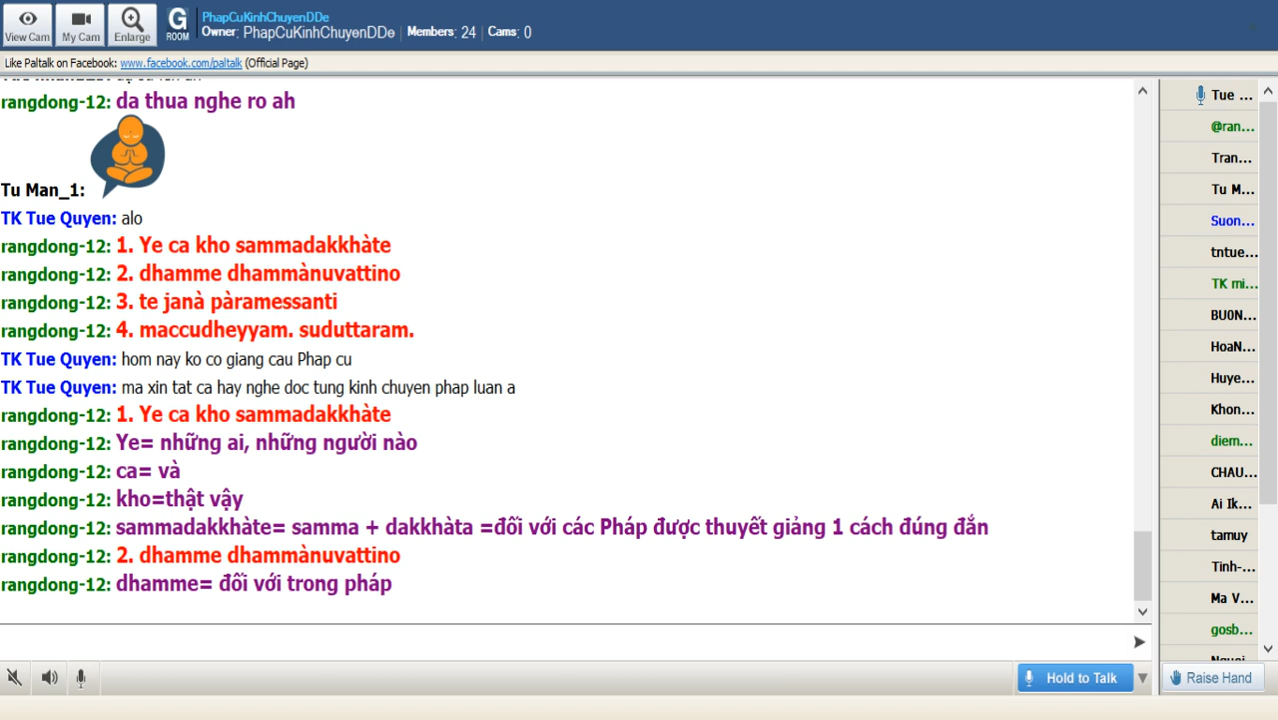 PhapCuKinhChuyenDDe
Owner: PhapCuKinhChuyenDDe Members: 24 Cams: 0
View Cam
My Cam
Enlarge
G
ROOM
Like Paltalk on Facebook: www.facebook.com/paltalk (Official Page)
rangdong-12: da thua nghe ro ah
Tu Man_1:
TK Tue Quyen: alo
rangdong-12: 1. Ye ca kho sammadakkhàte
rangdong-12: 2. dhamme dhammànuvattino
rangdong-12: 3. te janà pàramessanti
rangdong-12: 4. maccudheyyam. suduttaram.
TK Tue Quyen: hom nay ko co giang cau Phap cu
TK Tue Quyen: ma xin tat ca hay nghe doc tung kinh chuyen phap luan a
rangdong-12: 1. Ye ca kho sammadakkhàte
rangdong-12: Ye= những ai, những người nào
rangdong-12: ca= và
rangdong-12: kho=thật vậy
rangdong-12: sammadakkhàte= samma + dakkhàta =đối với các Pháp được thuyết giảng 1 cách đúng đắn
rangdong-12: 2. dhamme dhammànuvattino
rangdong-12: dhamme= đối với trong pháp
Tue ...
@ran...
Tran...
Tu M...
Suon...
tntue...
TK mi...
BU0N...
HoaN...
Huye...
Khon...
diem...
CHAU...
Ai Ik...
tamuy
Tinh-...
Ma V...
gosb...
Hold to Talk
Raise Hand